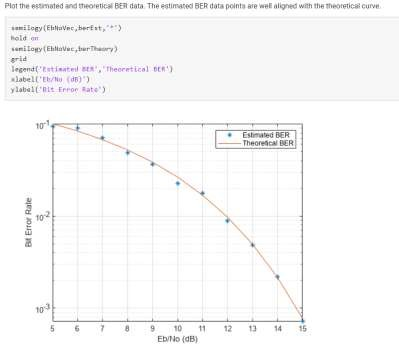 Plot the estimated and theoretical BER data. The estimated BER data points are well aligned with the theoretical curve.
semilogy(EbNoVec,berEst,'*')
hold on
semilogy(EbNoVec,berTheory)
grid
legend('Estimated BER','Theoretical BER')
xlabel('Eb/No (dB)')
ylabel('Bit Error Rate')
Estimated BER
Theoretical BER
10-1
10-2
10-3
Bit Error Rate
5 6 7 8 9 10 11 12 13 14 15
Eb/No (dB)